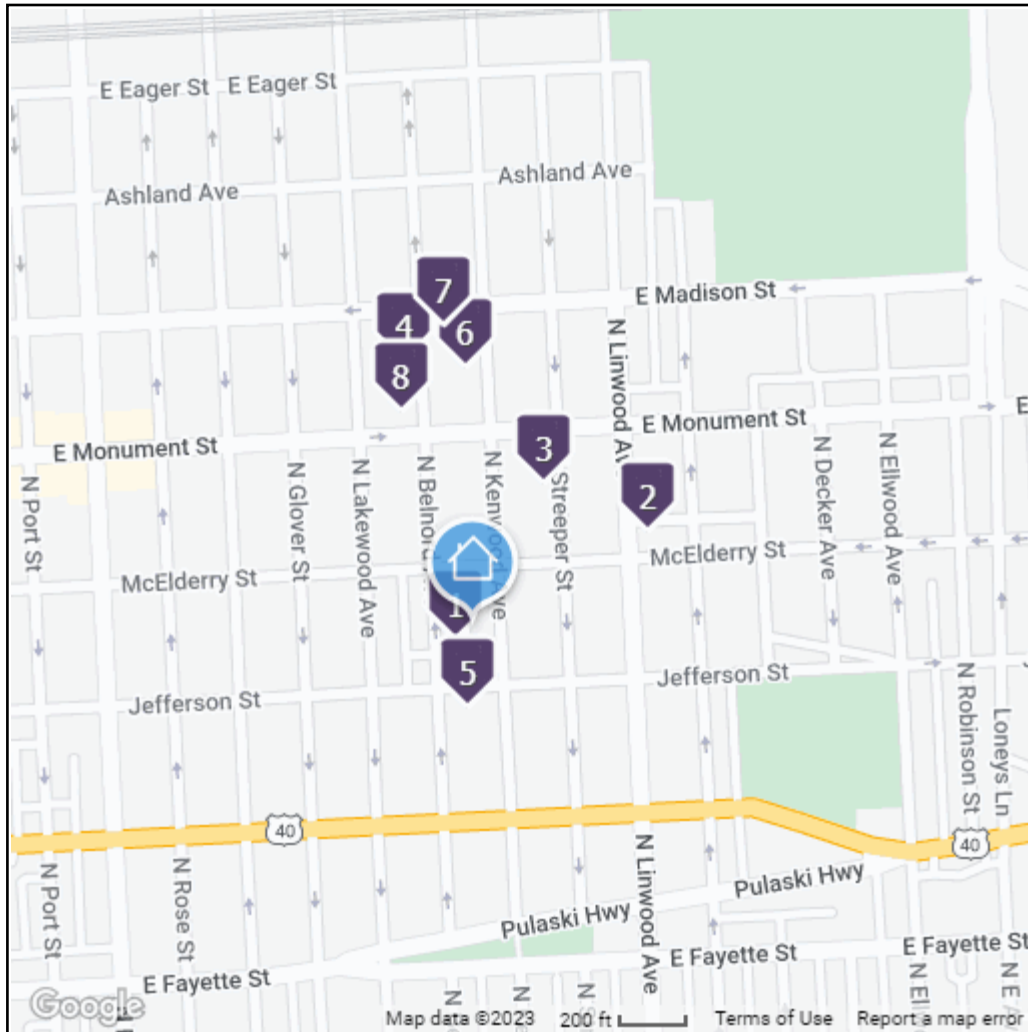 E Eager St
E Eager St
Ashland Ave
Ashland Ave
7
E Madison St
4
6
N Linwood Ave
8
E Monument St
3
E Monument St
N Port St
N Glover St
N Lakewood Ave
N Belnord
N Kenwood Ave
Streeper St
2
N Decker Ave
N Ellwood Ave
McElderry St
McElderry St
1
5
Jefferson St
Jefferson St
N Robinson St
Loneys Ln
40
40
N Port St
N Rose St
N Linwood Ave
Pulaski Hwy
Pulaski Hwy
E Fayette St
E Fayette St
E Fayette St
Google
Map data ©2023
200 ft
Terms of Use
Report a map error